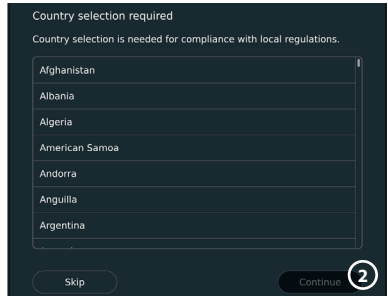 Country selection required
Country selection is needed for compliance with local regulations.
Afghanistan
Albania
Algeria
American Samoa
Andorra
Anguilla
Argentina
Skip
Continue
2